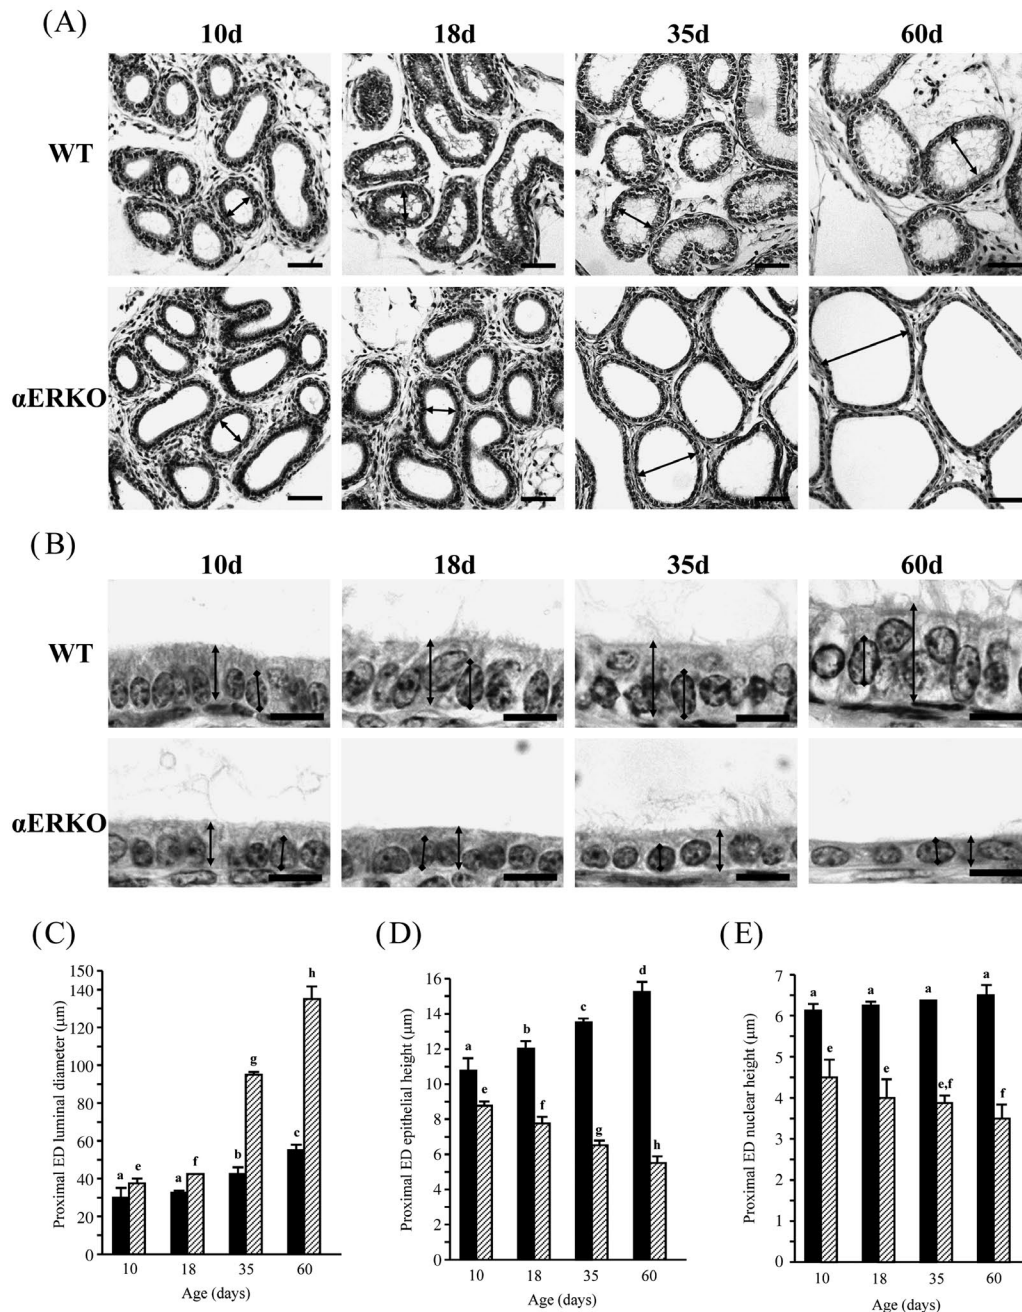 (A)
10d 18d 35d 60d
WT
αERKO
(B)
10d 18d 35d 60d
WT
αERKO
(C)
Proximal ED luminal diameter (μm)
150
140
120
100
80
60
40
20
0
a e a f b g c h
10 18 35 60
Age (days)
(D)
Proximal ED epithelial height (μm)
16
14
12
10
8
6
4
2
0
a e b f c g d h
10 18 35 60
Age (days)
(E)
Proximal ED nuclear height (μm)
7
6
5
4
3
2
1
0
a e a e a e,f a f
10 18 35 60
Age (days)